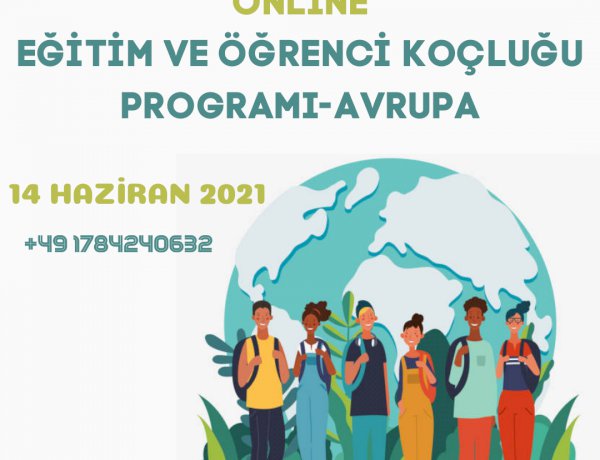 ONLINE
EĞİTİM VE ÖĞRENCİ KOÇLUĞU
PROGRAMI-AVRUPA
14 HAZİRAN 2021
+49 1784240632